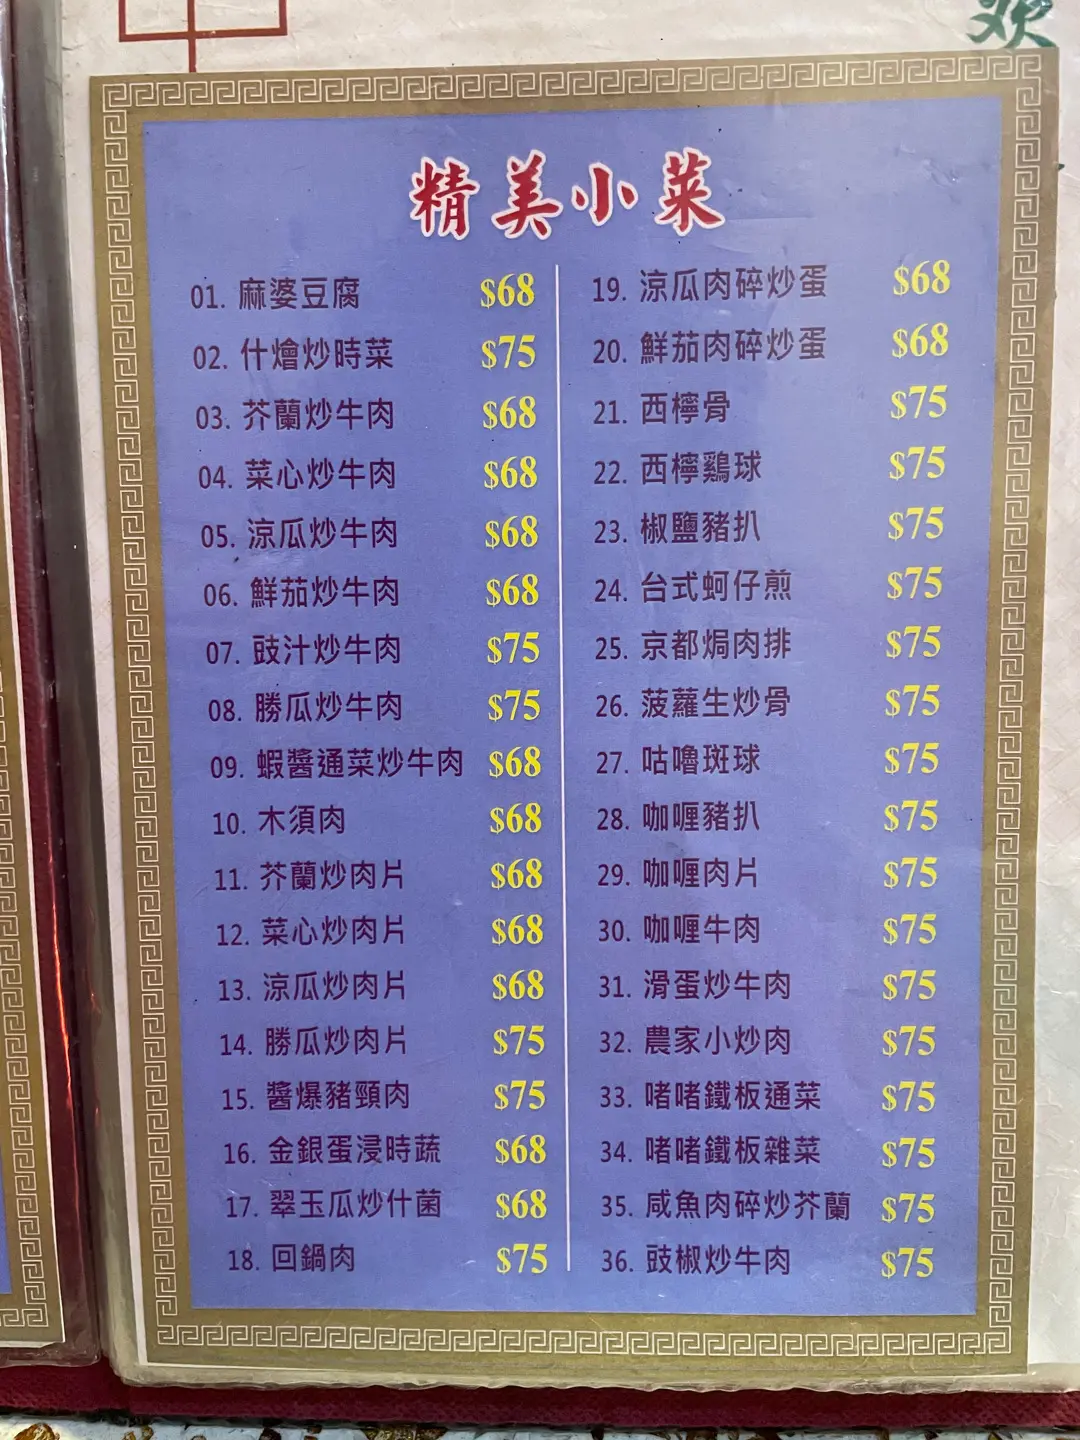 欢
精美小菜
01. 麻婆豆腐 $68
02. 什燴炒時菜 $75
03. 芥蘭炒牛肉 $68
04. 菜心炒牛肉 $68
05. 涼瓜炒牛肉 $68
06. 鮮茄炒牛肉 $68
07. 豉汁炒牛肉 $75
08. 勝瓜炒牛肉 $75
09. 蝦醬通菜炒牛肉 $68
10. 木須肉 $68
11. 芥蘭炒肉片 $68
12. 菜心炒肉片 $68
13. 涼瓜炒肉片 $68
14. 勝瓜炒肉片 $75
15. 醬爆豬頸肉 $75
16. 金銀蛋浸時蔬 $68
17. 翠玉瓜炒什菌 $68
18. 回鍋肉 $75
19. 涼瓜肉碎炒蛋 $68
20. 鮮茄肉碎炒蛋 $68
21. 西檸骨 $75
22. 西檸鷄球 $75
23. 椒鹽豬扒 $75
24. 台式蚵仔煎 $75
25. 京都焗肉排 $75
26. 菠蘿生炒骨 $75
27. 咕嚕斑球 $75
28. 咖喱豬扒 $75
29. 咖喱肉片 $75
30. 咖喱牛肉 $75
31. 滑蛋炒牛肉 $75
32. 農家小炒肉 $75
33. 啫啫鐵板通菜 $75
34. 啫啫鐵板雜菜 $75
35. 咸魚肉碎炒芥蘭 $75
36. 豉椒炒牛肉 $75